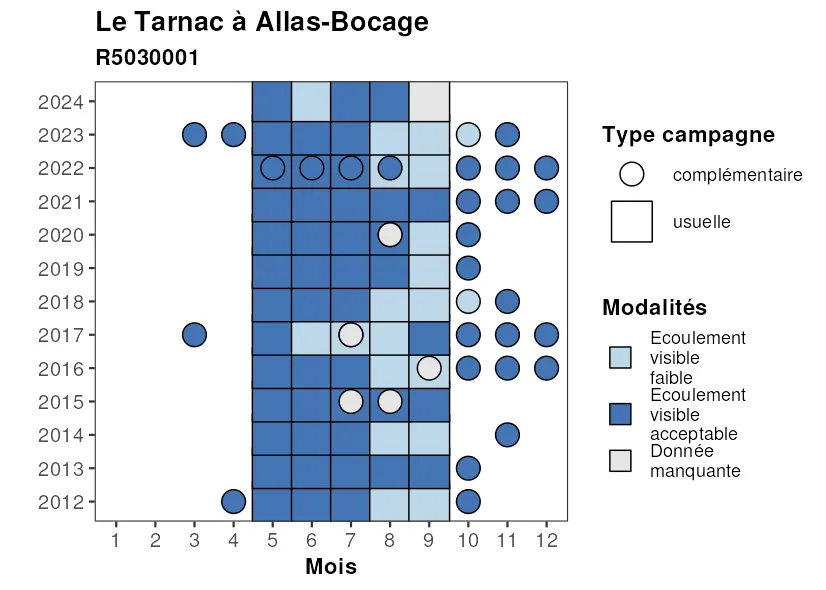 Le Tarnac à Allas-Bocage
R5030001
2024
2023
2022
2021
2020
2019
2018
2017
2016
2015
2014
2013
2012
1 2 3 4 5 6 7 8 9 10 11 12
Mois
Type campagne
complémentaire
usuelle
Modalités
Ecoulement
visible
faible
Ecoulement
visible
acceptable
Donnée
manquante